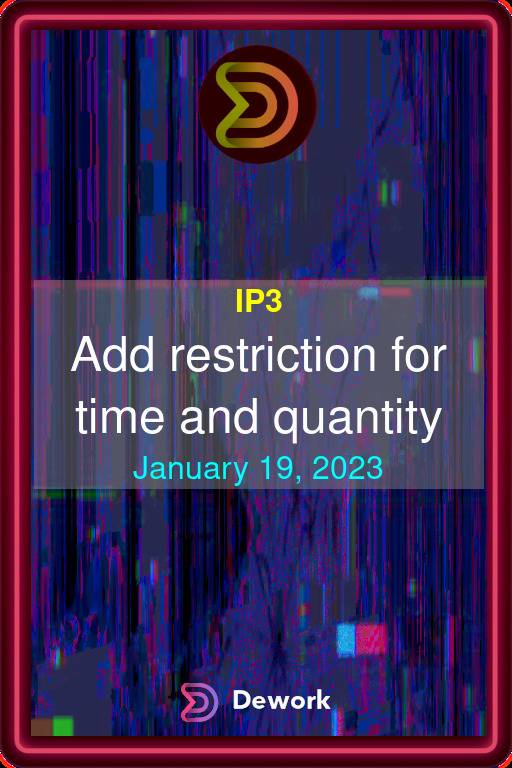 IP3
Add restriction for
time and quantity
January 19, 2023
Dework